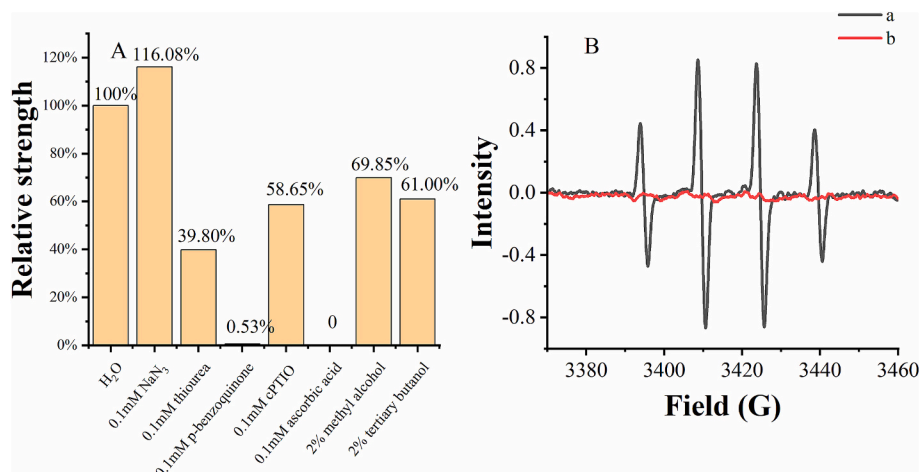 A
Relative strength
120%
100%
80%
60%
40%
20%
0%
100%
116.08%
39.80%
0.53%
58.65%
0
69.85%
61.00%
H₂O
0.1mM NaN₃
0.1mM thiourea
0.1mM p-benzoquinone
0.1mM cPTIO
0.1mM ascorbic acid
2% methyl alcohol
2% tertiary butanol
B
a
b
Intensity
0.8
0.4
0.0
-0.4
-0.8
3380
3400
3420
3440
3460
Field (G)